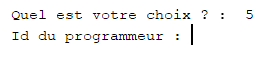 Quel est votre choix ? :  5
Id du programmeur :